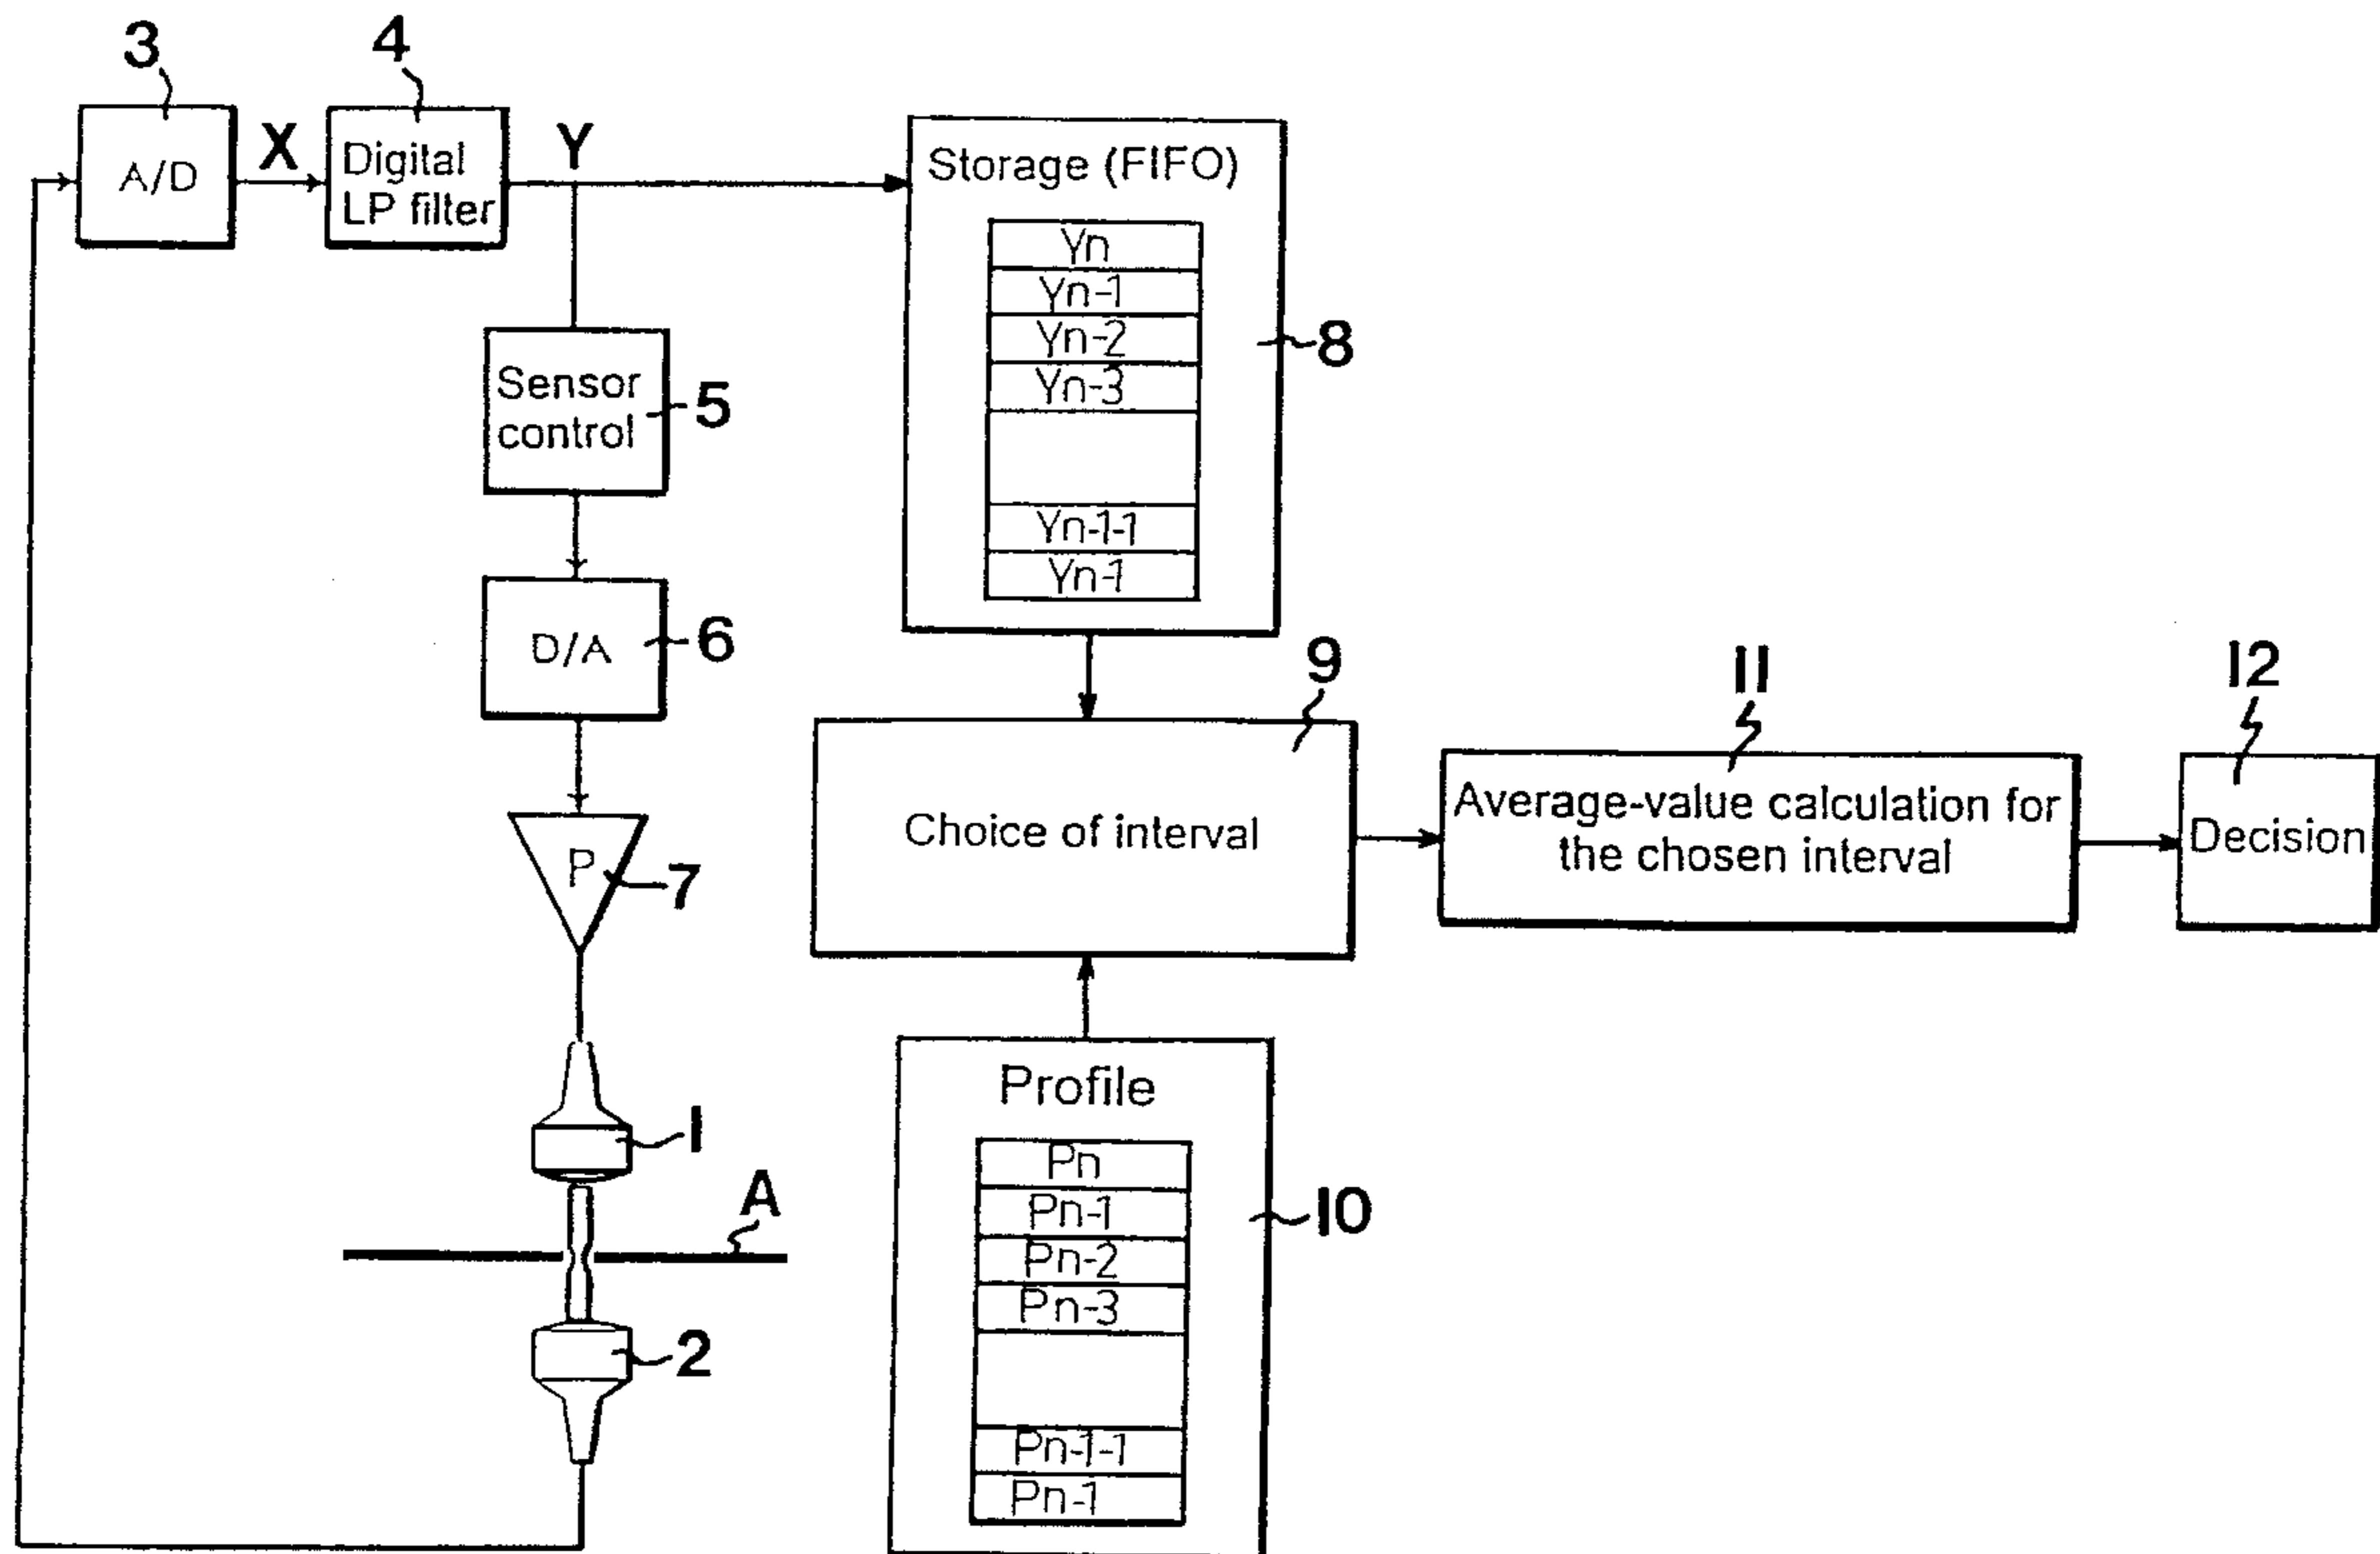 3
4
A/D
X
Digital
LP filter
Y
Storage (FIFO)
Yn
Yn-1
Yn-2
Yn-3
Yn-1-1
Yn-1
8
Sensor
control
5
D/A
6
P
7
1
A
2
9
Choice of interval
11
Average-value calculation for
the chosen interval
12
Decision
Profile
Pn
Pn-1
Pn-2
Pn-3
Pn-1-1
Pn-1
10